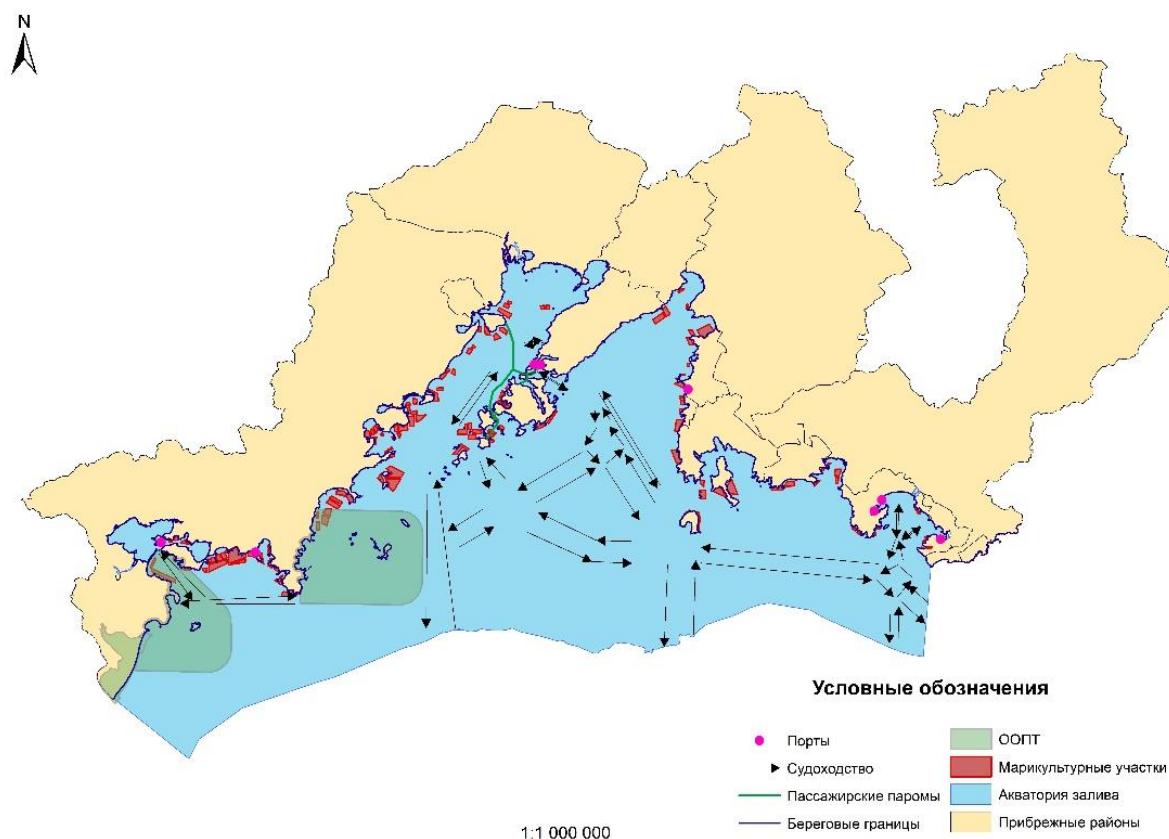 N
Условные обозначения
Порты
Судоходство
Пассажирские паромы
Береговые границы
ООПТ
Марикультурные участки
Акватория залива
Прибрежные районы
1:1 000 000